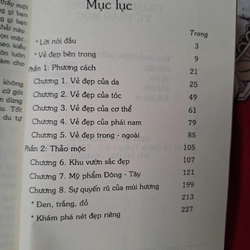 Mục lục
Trang
* Lời nói đầu 3
* Vẻ đẹp bên trong 9
Phần 1: Phương cách 21
Chương 1. Vẻ đẹp của da 25
Chương 2. Vẻ đẹp của tóc 49
Chương 3. Vẻ đẹp của cơ thể 61
Chương 4. Vẻ đẹp của phái nam 79
Chương 5. Vẻ đẹp trong - ngoài 85
Phần 2: Thảo mộc 105
Chương 6. Khu vườn sắc đẹp 107
Chương 7. Mỹ phẩm Đông - Tây 177
Chương 8. Sự quyến rũ của mùi hương 199
* Đen, trắng, đỏ 213
* Khám phá nét đẹp riêng 227